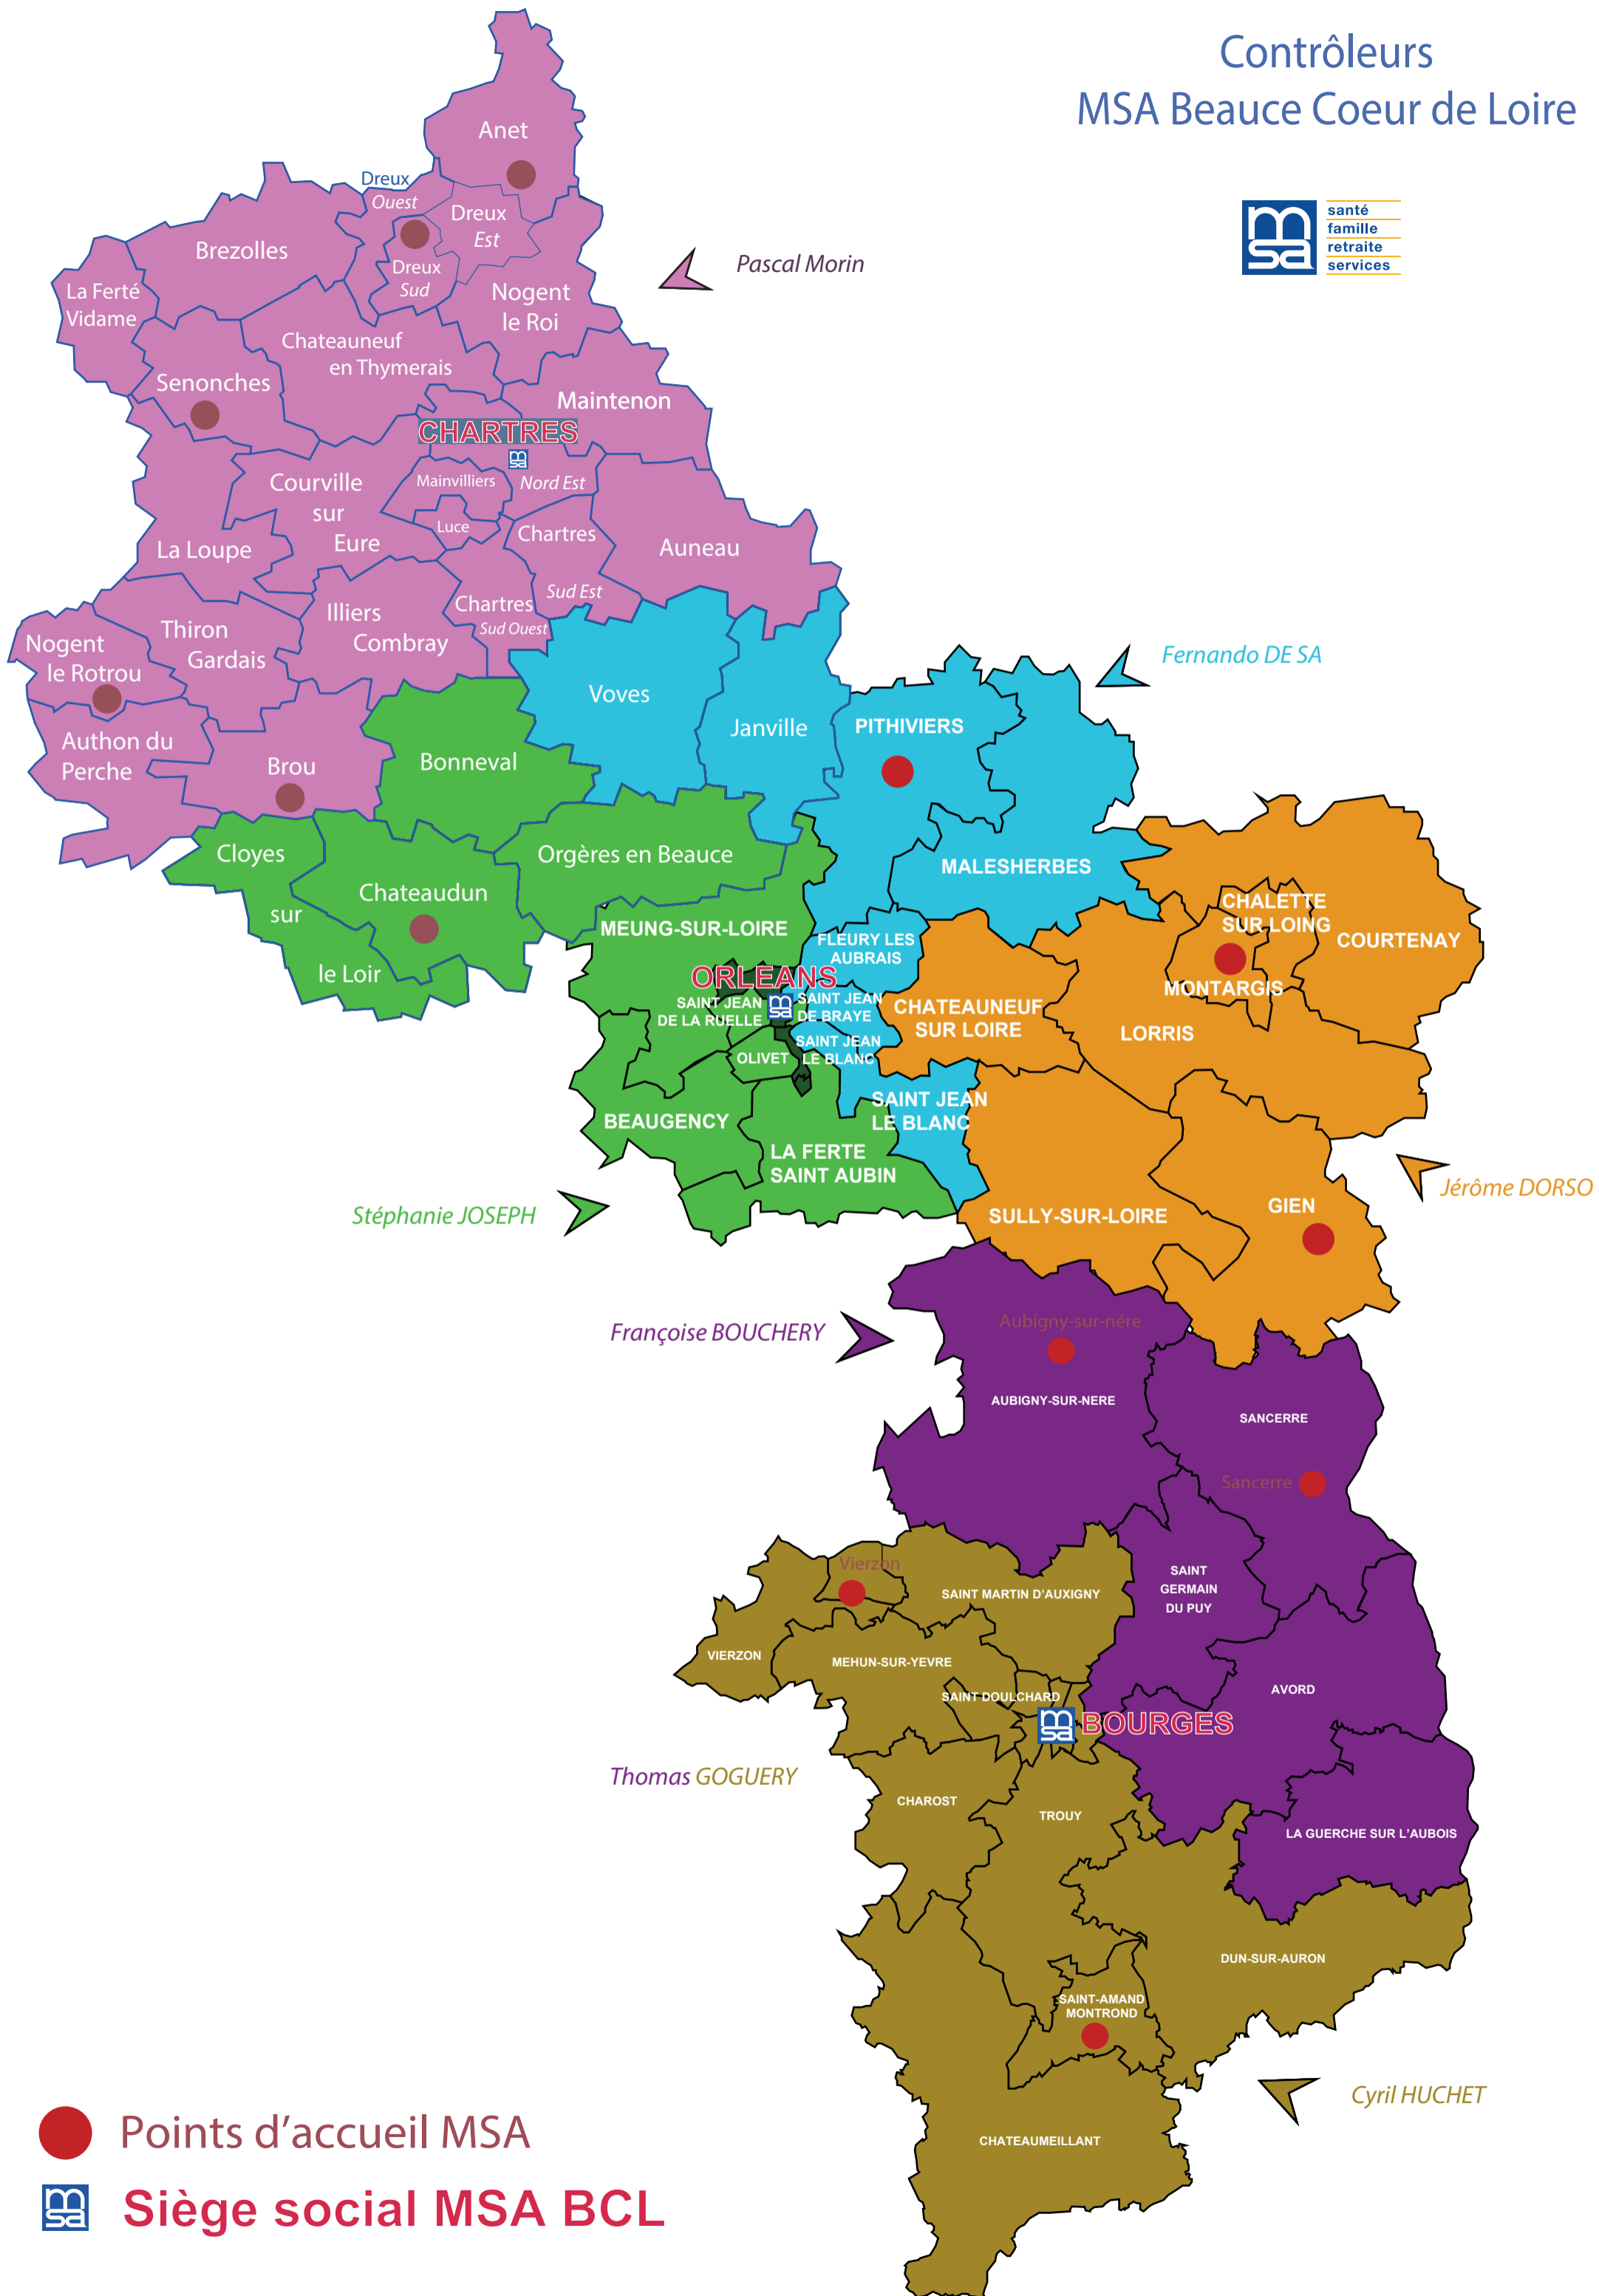 Contrôleurs
MSA Beauce Coeur de Loire
msa
santé
famille
retraite
services
Anet
Dreux
Ouest
Dreux
Est
Brezolles
Pascal Morin
Dreux
Sud
La Ferté
Vidame
Nogent
le Roi
Chateauneuf
en Thymerais
Senonches
Maintenon
CHARTRES
msa
Courville
sur
Eure
Mainvilliers
Nord Est
Luce
Chartres
Sud Est
Auneau
La Loupe
Illiers
Combray
Chartres
Sud Ouest
Thiron
Gardais
Nogent
le Rotrou
Fernando DE SA
Voves
Janville
PITHIVIERS
Authon du
Perche
Brou
Bonneval
Cloyes
sur
le Loir
Orgères en Beauce
MALESHERBES
Chateaudun
CHALETTE
SUR LOING
COURTENAY
MEUNG-SUR-LOIRE
FLEURY LES
AUBRAIS
ORLEANS
msa
MONTARGIS
SAINT JEAN
DE LA RUELLE
SAINT JEAN
DE BRAYE
CHATEAUNEUF
SUR LOIRE
LORRIS
SAINT JEAN
LE BLANC
OLIVET
SAINT JEAN
LE BLANC
BEAUGENCY
LA FERTE
SAINT AUBIN
Jérôme DORSO
Stéphanie JOSEPH
SULLY-SUR-LOIRE
GIEN
Françoise BOUCHERY
Aubigny-sur-nére
AUBIGNY-SUR-NERE
SANCERRE
Sancerre
Vierzon
SAINT MARTIN D'AUXIGNY
SAINT
GERMAIN
DU PUY
VIERZON
MEHUN-SUR-YEVRE
SAINT DOULCHARD
AVORD
msa
BOURGES
Thomas GOGUERY
CHAROST
TROUY
LA GUERCHE SUR L'AUBOIS
DUN-SUR-AURON
SAINT-AMAND
MONTROND
Cyril HUCHET
CHATEAUMEILLANT
Points d'accueil MSA
msa
Siège social MSA BCL